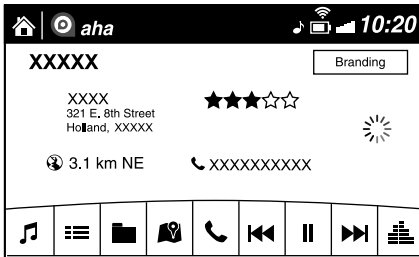 aha 10:20
XXXXX Branding
XXXX
321 E. 8th Street
Holland, XXXXX
3.1 km NE XXXXXXXXXX